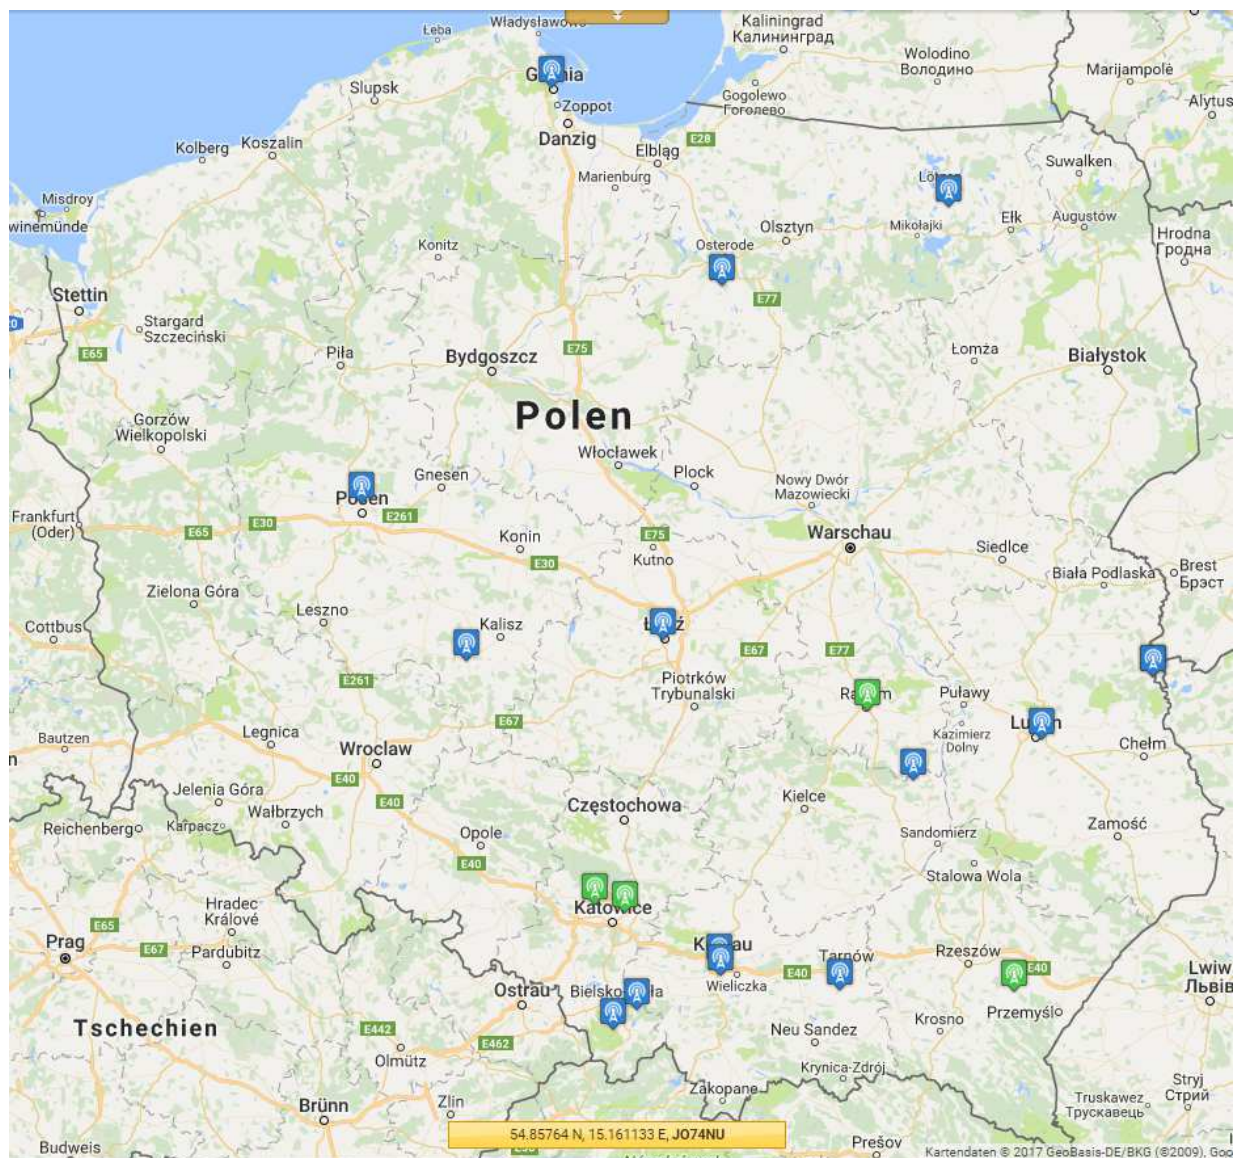 Władysławowo
Kaliningrad
Калининград
Łeba
Wolodino
Володино
Marijampolė
Slupsk
Gogolewo
Гоголево
Alytus
Zoppot
Danzig
E28
Kolberg
Koszalin
Elbląg
Suwalken
Marienburg
Misdroy
winemünde
Mikołajki
Ełk
Augustów
Olsztyn
Hrodna
Гродна
Konitz
Osterode
Stettin
E77
20
Stargard
Szczeciński
E65
E75
Piła
Bydgoszcz
Łomża
Białystok
Polen
Gorzów
Wielkopolski
Włocławek
Gnesen
Plock
Nowy Dwór
Mazowiecki
Frankfurt
(Oder)
E65
E30
E261
Konin
E75
Warschau
Siedlce
E30
Kutno
Biała Podlaska
Brest
Брэст
Zielona Góra
Leszno
Kalisz
Cottbus
E67
E77
E261
Piotrków
Trybunalski
Puławy
E67
Bautzen
Legnica
Wroclaw
Kazimierz
Dolny
Chełm
n
E40
Jelenia Góra
E40
Częstochowa
Kielce
Reichenberg
Karpacz
Wałbrzych
Opole
Sandomierz
Zamość
E40
Stalowa Wola
Hradec
Králové
Katowice
E65
Prag
E67
Pardubitz
Rzeszów
Tarnów
E40
E40
Lwiw
Львів
Wieliczka
Ostrau
Przemyśl
Tschechien
E442
Krosno
Neu Sandez
Olmütz
E462
Krynica-Zdrój
Zakopane
Stryj
Стрий
Brünn
Zlin
Truskawez
Трускавець
54.85764 N, 15.161133 E, JO74NU
Budweis
Prešov
Kartendaten © 2017 GeoBasis-DE/BKG (©2009), Goo